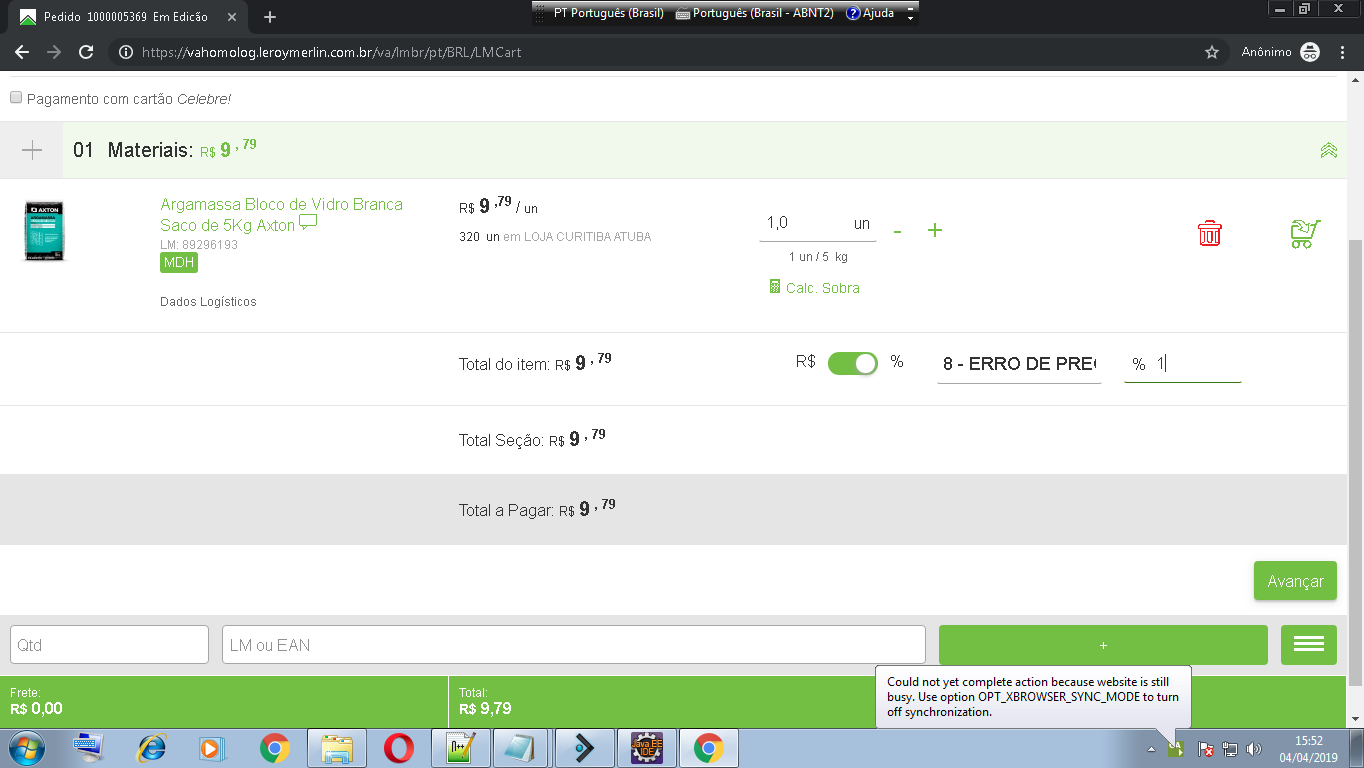 Pedido 1000005369 Em Edicão
PT Português (Brasil) Português (Brasil - ABNT2) Ajuda
https://vahomolog.leroymerlin.com.br/va/lmbr/pt/BRL/LMCart
Anônimo
Pagamento com cartão Celebre!
01 Materiais: R$ 9 ,79
Argamassa Bloco de Vidro Branca
Saco de 5Kg Axton
LM: 89296193
MDH
Dados Logísticos
AXTON
R$ 9 ,79 / un
320 un em LOJA CURITIBA ATUBA
1,0 un - +
1 un / 5 kg
Calc. Sobra
Total do item: R$ 9 ,79
R$ % 8 - ERRO DE PREÇ % 1
Total Seção: R$ 9 ,79
Total a Pagar: R$ 9 ,79
Avançar
Qtd LM ou EAN +
Frete:
R$ 0,00
Total:
R$ 9,79
Could not yet complete action because website is still
busy. Use option OPT_XBROWSER_SYNC_MODE to turn
off synchronization.
Java EE
IDE
15:52
04/04/2019